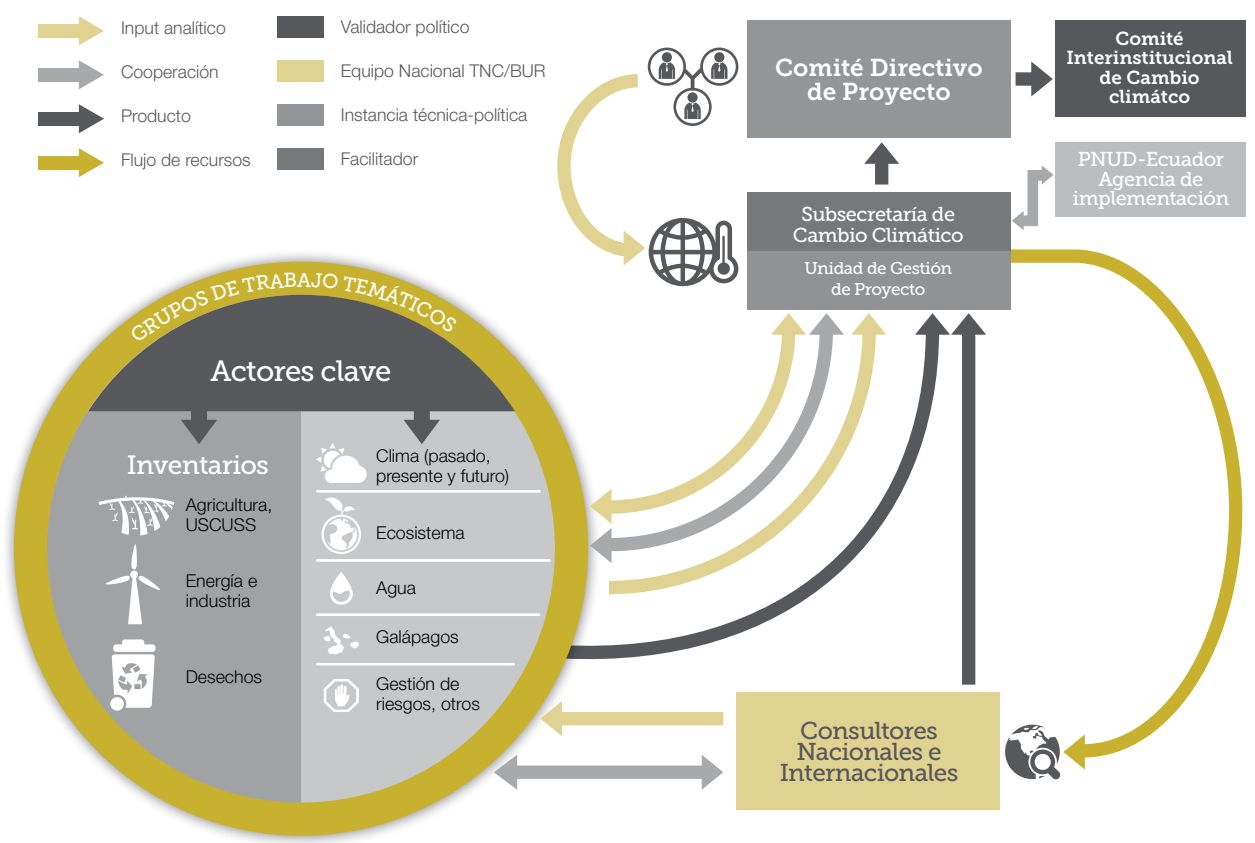 Input analítico
Cooperación
Producto
Flujo de recursos
Validador político
Equipo Nacional TNC/BUR
Instancia técnica-política
Facilitador
Comité Directivo
de Proyecto
Comité
Interinstitucional
de Cambio
climátco
PNUD-Ecuador
Agencia de
implementación
Subsecretaría de
Cambio Climático
Unidad de Gestión
de Proyecto
GRUPOS DE TRABAJO TEMÁTICOS
Actores clave
Inventarios
Agricultura,
USCUSS
Energía e
industria
Desechos
Clima (pasado,
presente y futuro)
Ecosistema
Agua
Galápagos
Gestión de
riesgos, otros
Consultores
Nacionales e
Internacionales